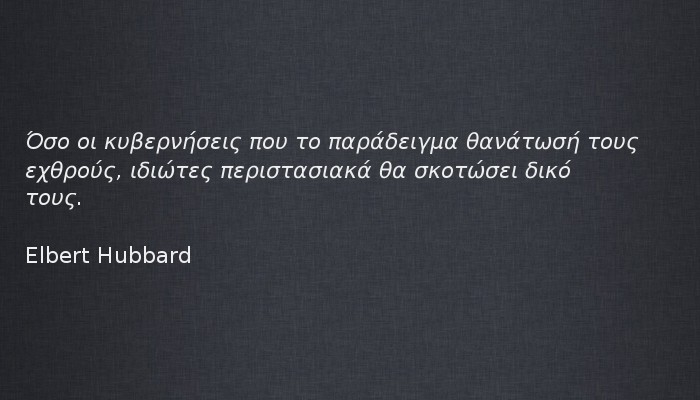 Όσο οι κυβερνήσεις που το παράδειγμα θανάτωσή τους
εχθρούς, ιδιώτες περιστασιακά θα σκοτώσει δικό
τους.
Elbert Hubbard